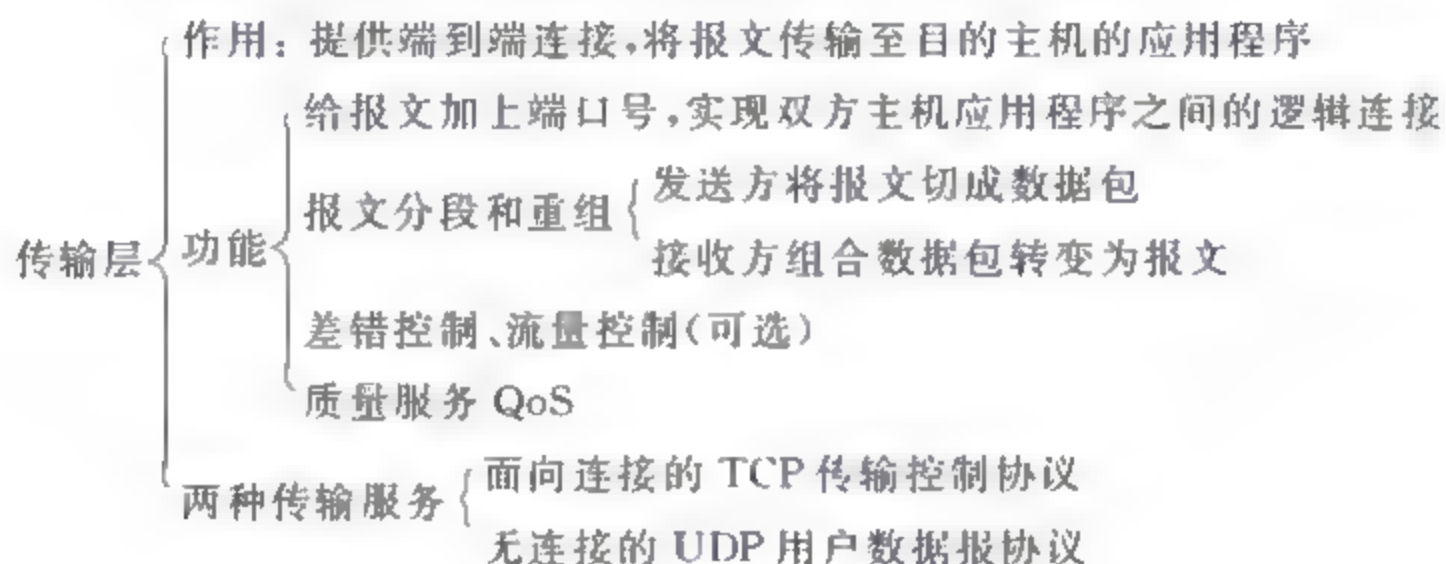 作用：提供端到端连接，将报文传输至目的主机的应用程序
给报文加上端口号，实现双方主机应用程序之间的逻辑连接
发送方将报文切成数据包
报文分段和重组
传输层
功能
接收方组合数据包转变为报文
差错控制、流量控制(可选)
质量服务 QoS
面向连接的 TCP 传输控制协议
两种传输服务
无连接的 UDP 用户数据报协议